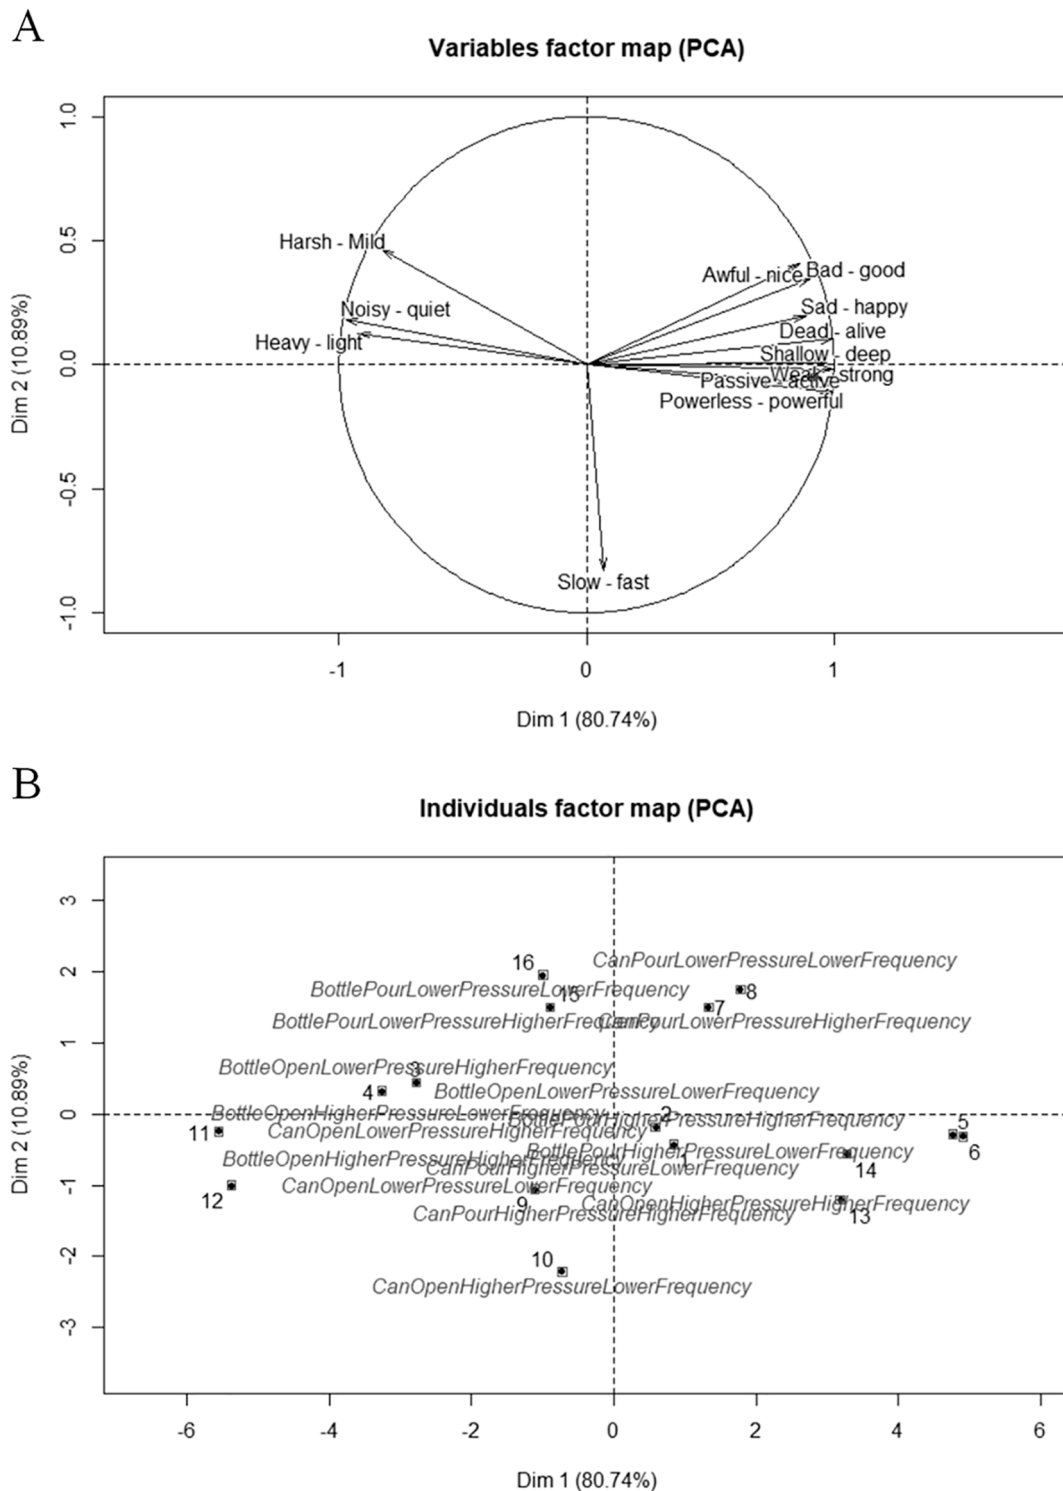 A
Variables factor map (PCA)
Dim 2 (10.89%)
1.0
0.5
0.0
-0.5
-1.0
Harsh - Mild
Noisy - quiet
Heavy - light
Awful - nice
Bad - good
Sad - happy
Dead - alive
Shallow - deep
Weak - strong
Passive - active
Powerless - powerful
Slow - fast
-1
0
1
Dim 1 (80.74%)
B
Individuals factor map (PCA)
Dim 2 (10.89%)
3
2
1
0
-1
-2
-3
16
CanPourLowerPressureLowerFrequency
BottlePourLowerPressureLowerFrequency
15
7
8
BottlePourLowerPressureHigherFrequency
CanPourLowerPressureHigherFrequency
BottleOpenLowerPressureHigherFrequency
3
4
BottleOpenLowerPressureLowerFrequency
BottleOpenHigherPressureLowerFrequency
2
BottlePourHigherPressureHigherFrequency
5
11
CanOpenLowerPressureHigherFrequency
BottlePourHigherPressureLowerFrequency
6
BottleOpenHigherPressureHigherFrequency
1
CanPourHigherPressureLowerFrequency
14
12
CanOpenLowerPressureLowerFrequency
9
CanOpenHigherPressureHigherFrequency
CanPourHigherPressureHigherFrequency
13
10
CanOpenHigherPressureLowerFrequency
-6
-4
-2
0
2
4
6
Dim 1 (80.74%)